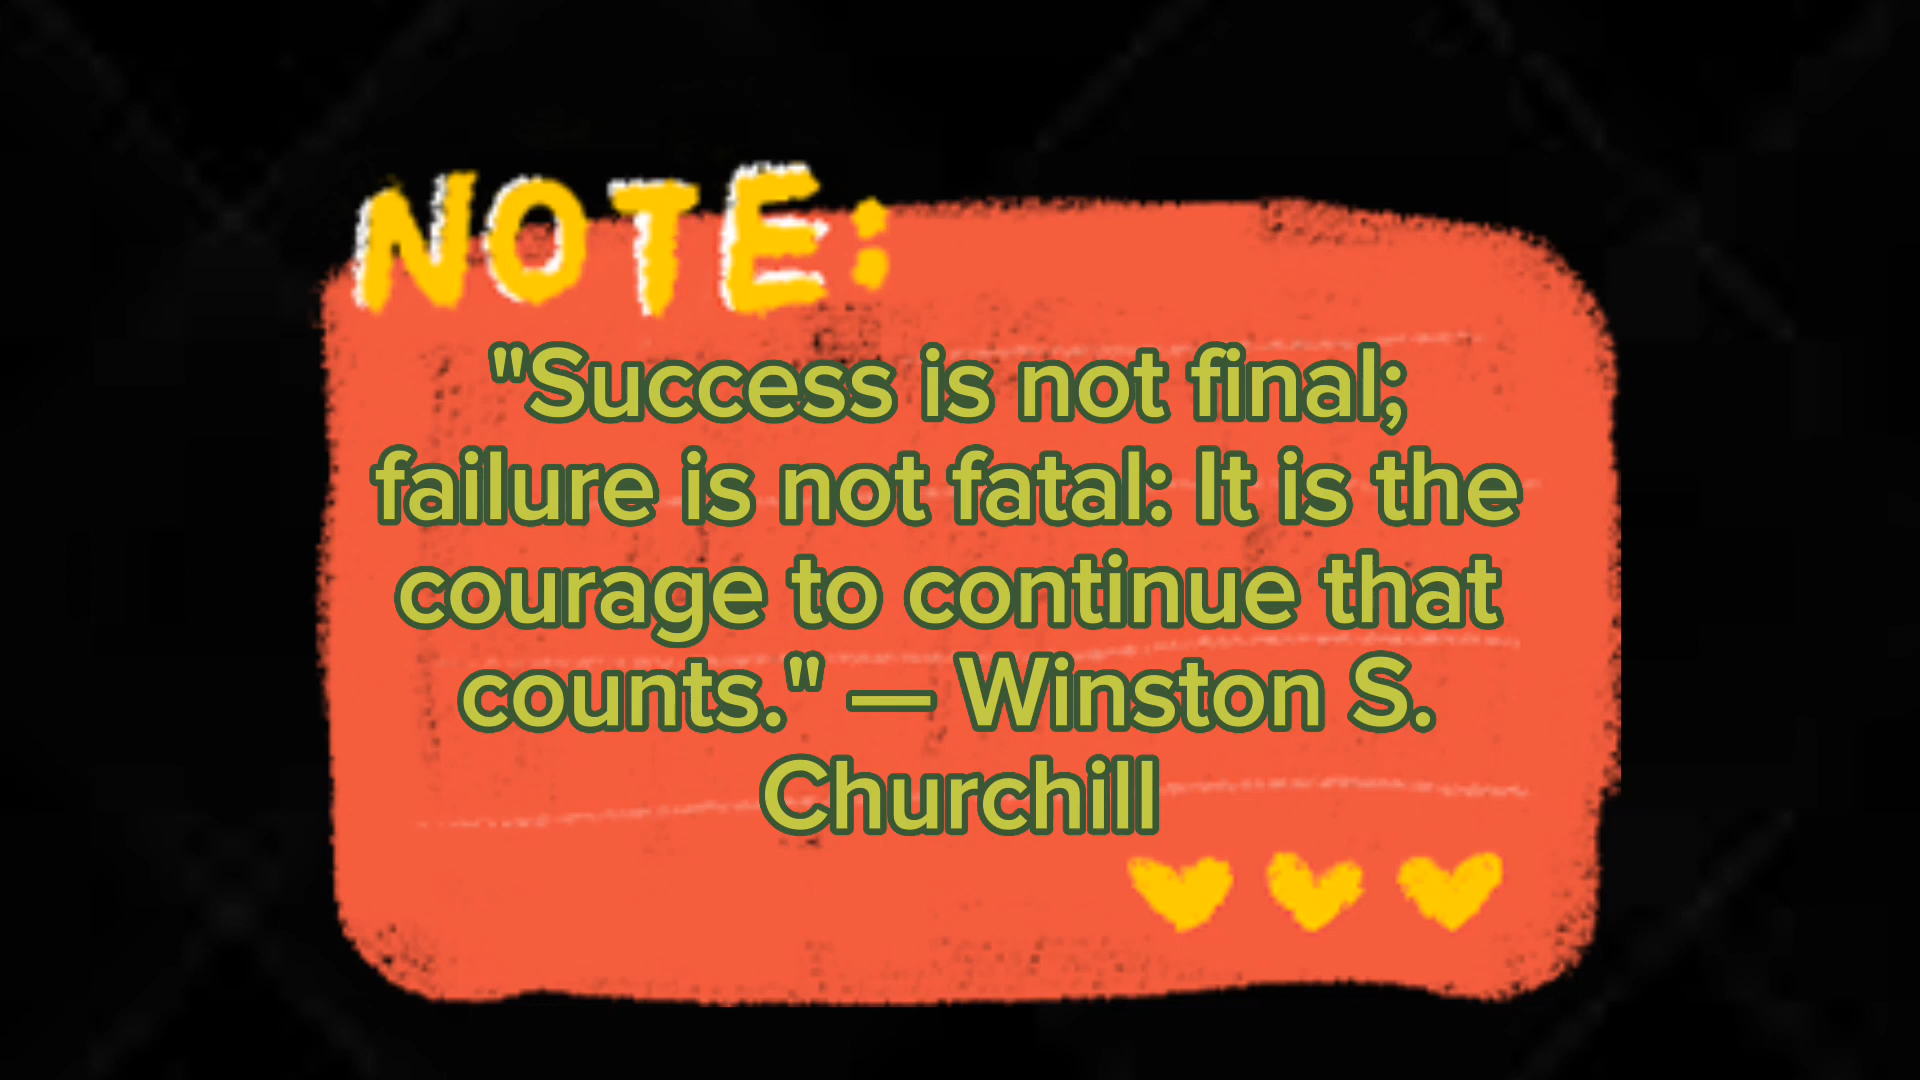 NOTE:
"Success is not final;
failure is not fatal: It is the
courage to continue that
counts." — Winston S.
Churchill